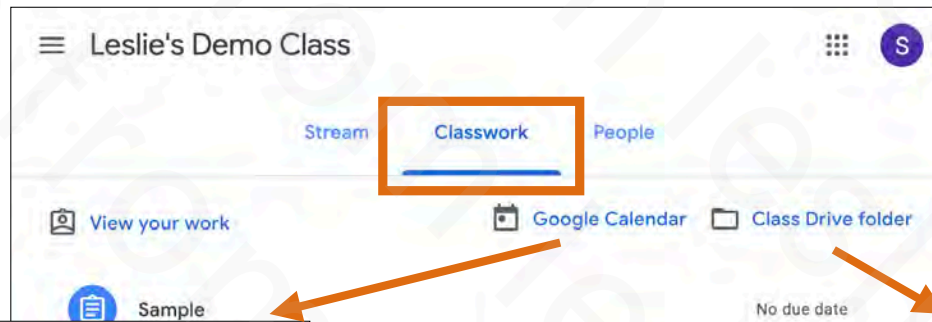 Leslie's Demo Class
S
Stream Classwork People
View your work Google Calendar Class Drive folder
Sample No due date